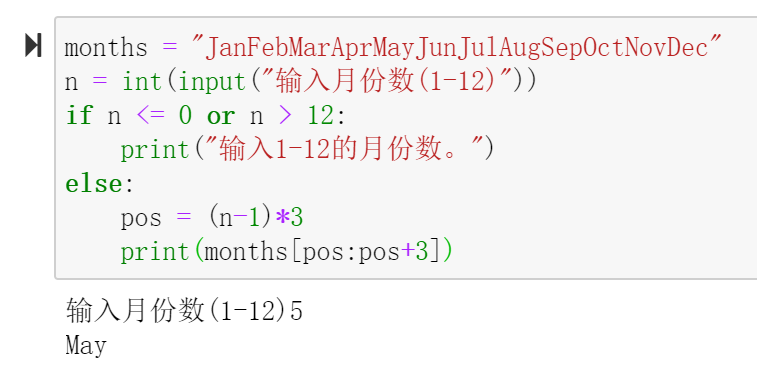 months = "JanFebMarAprMayJunJulAugSepOctNovDec"
n = int(input("输入月份数(1-12)"))
if n <= 0 or n > 12:
    print("输入1-12的月份数。")
else:
    pos = (n-1)*3
    print(months[pos:pos+3])
输入月份数(1-12)5
May